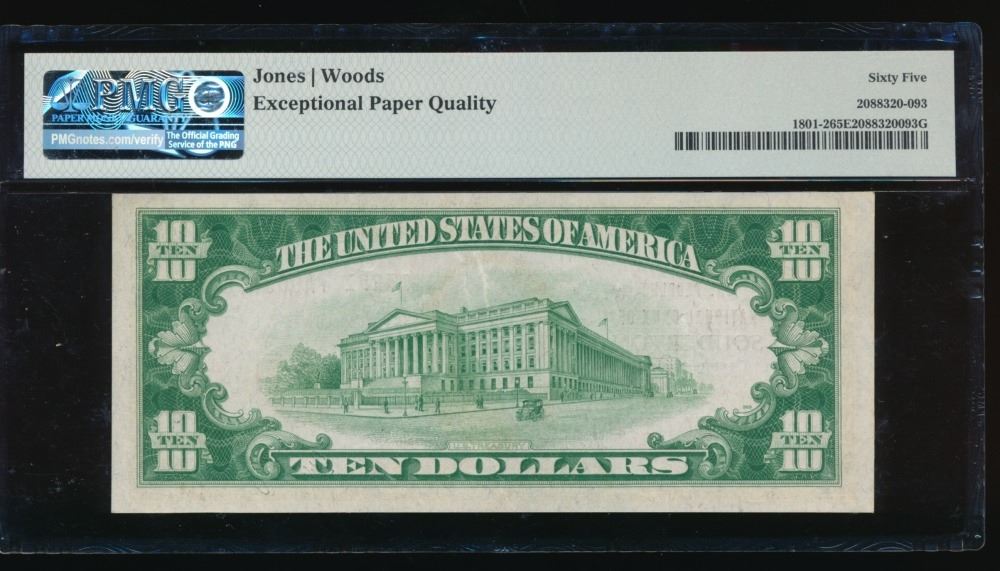 PMG
PAPER MONEY GUARANTY
PMGnotes.com/verify
The Official Grading
Service of the PNG
Jones | Woods
Exceptional Paper Quality
Sixty Five
2088320-093
1801-265E2088320093G
10 TEN 10
THE UNITED STATES OF AMERICA
10 TEN 10
U.S. TREASURY
10 TEN 10
TEN DOLLARS
10 TEN 10